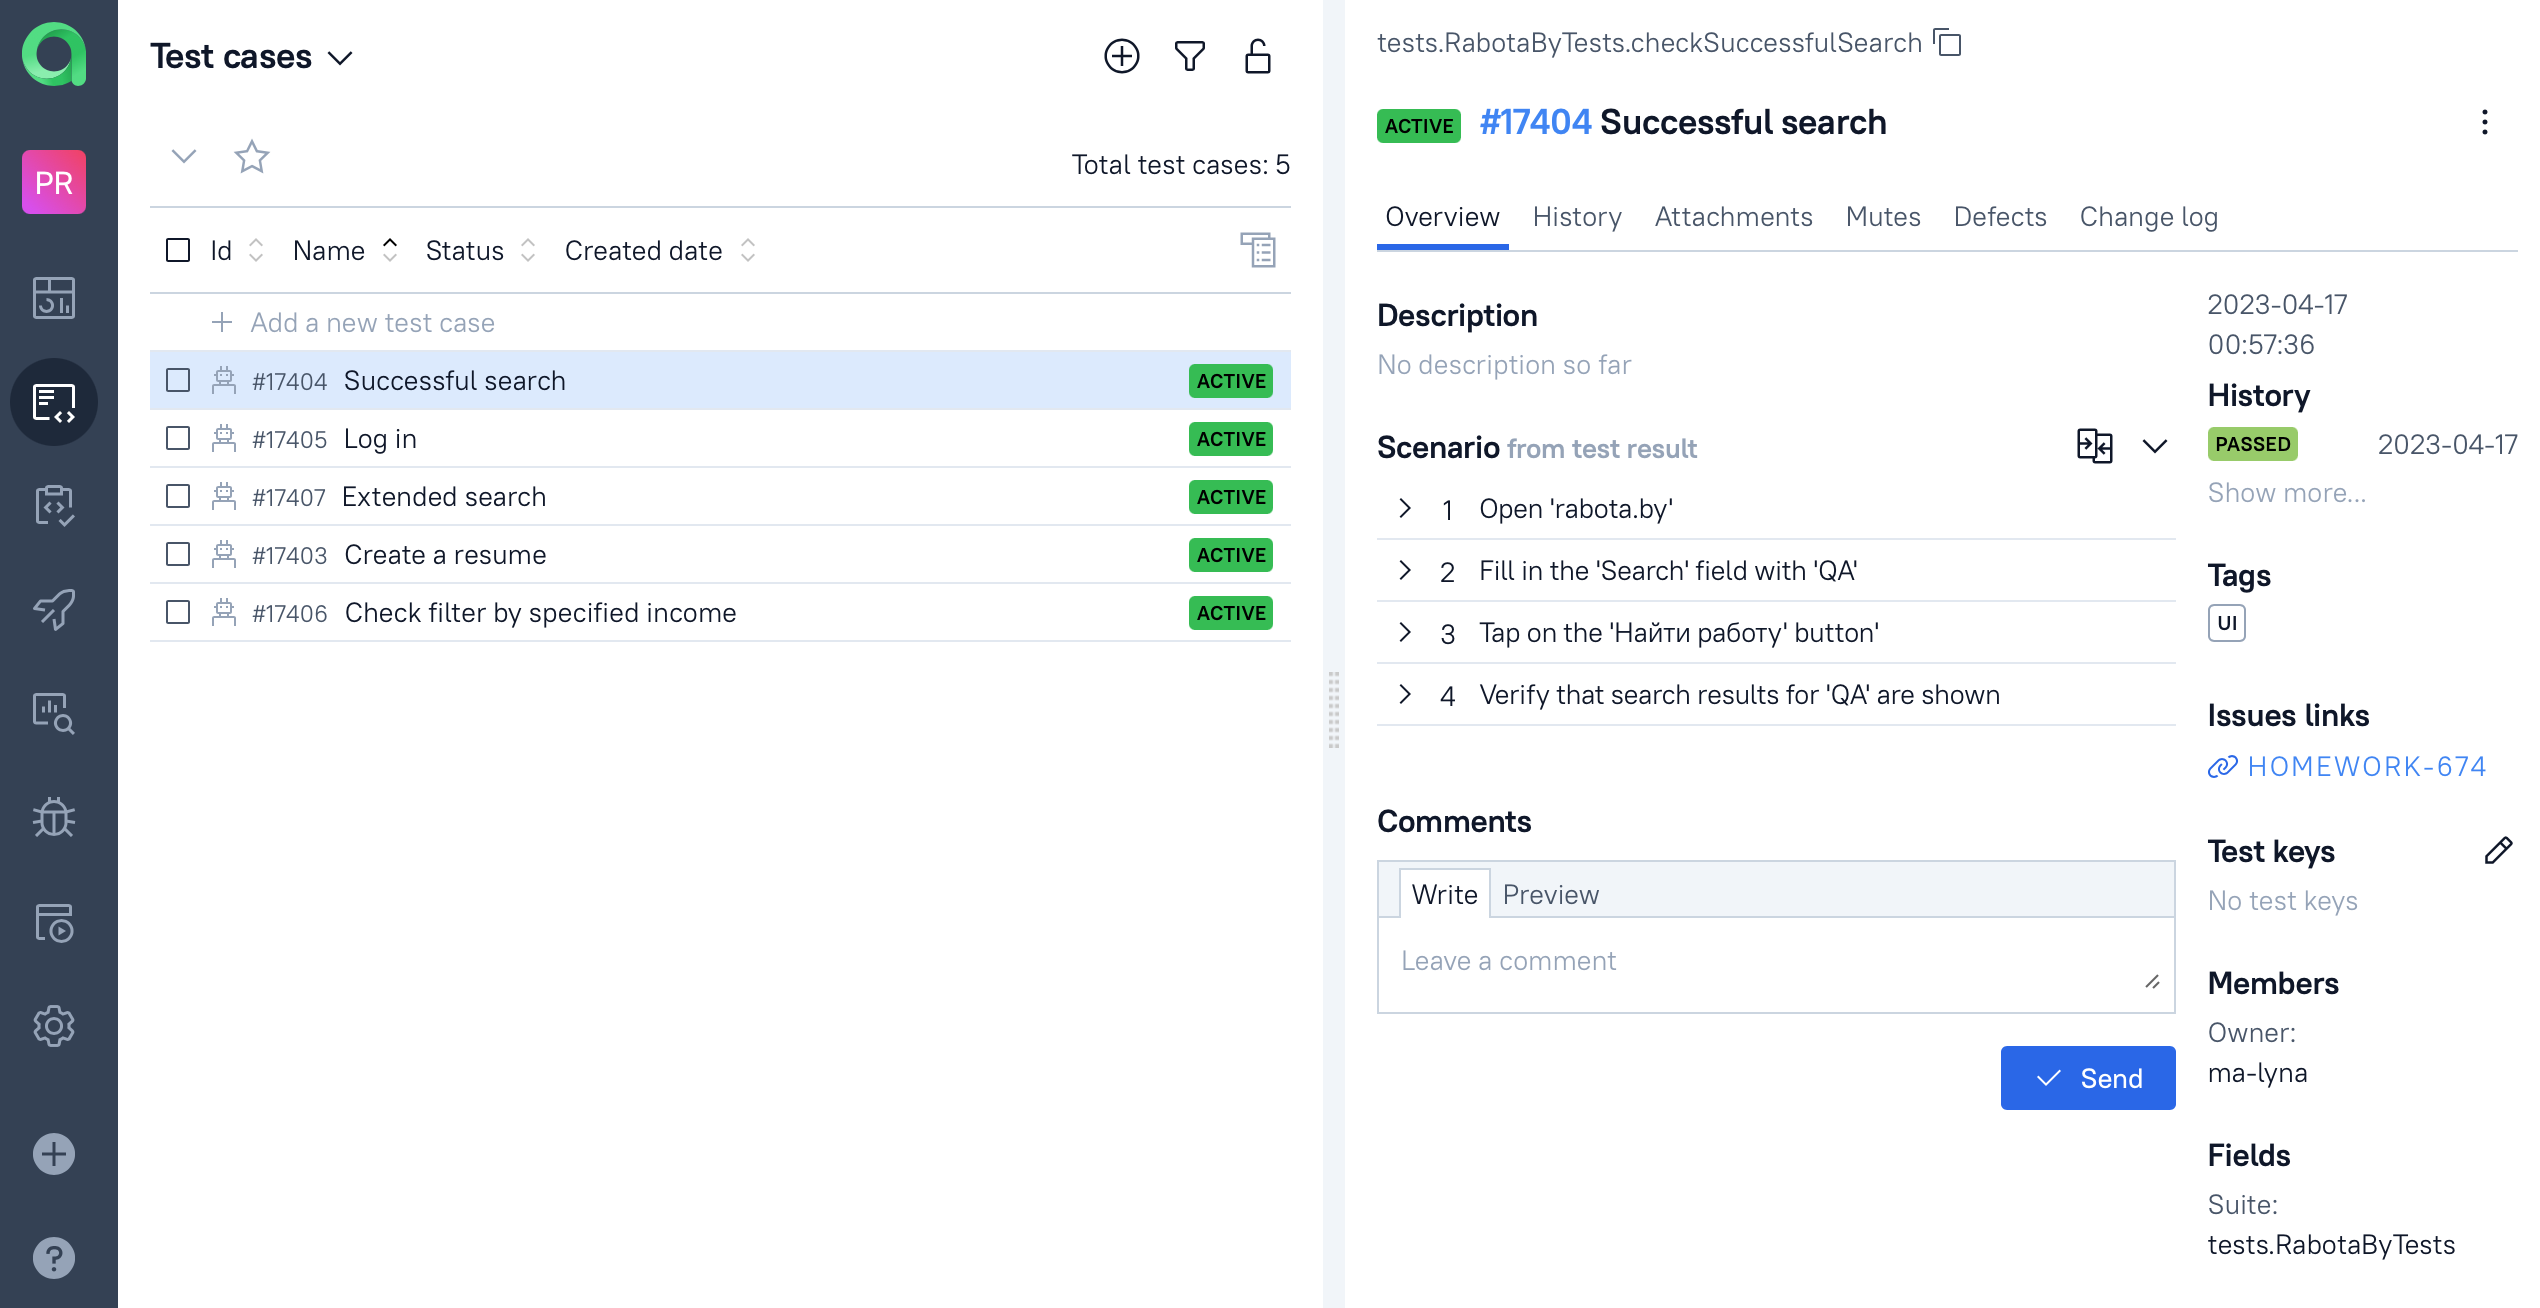 PR
Test cases
Total test cases: 5
Id Name Status Created date
Add a new test case
#17404 Successful search ACTIVE
#17405 Log in ACTIVE
#17407 Extended search ACTIVE
#17403 Create a resume ACTIVE
#17406 Check filter by specified income ACTIVE
tests.RabotaByTests.checkSuccessfulSearch
ACTIVE #17404 Successful search
Overview History Attachments Mutes Defects Change log
Description
No description so far
Scenario from test result
1 Open 'rabota.by'
2 Fill in the 'Search' field with 'QA'
3 Tap on the 'Найти работу' button'
4 Verify that search results for 'QA' are shown
Comments
Write Preview
Leave a comment
Send
2023-04-17
00:57:36
History
PASSED 2023-04-17
Show more...
Tags
UI
Issues links
HOMEWORK-674
Test keys
No test keys
Members
Owner:
ma-lyna
Fields
Suite:
tests.RabotaByTests